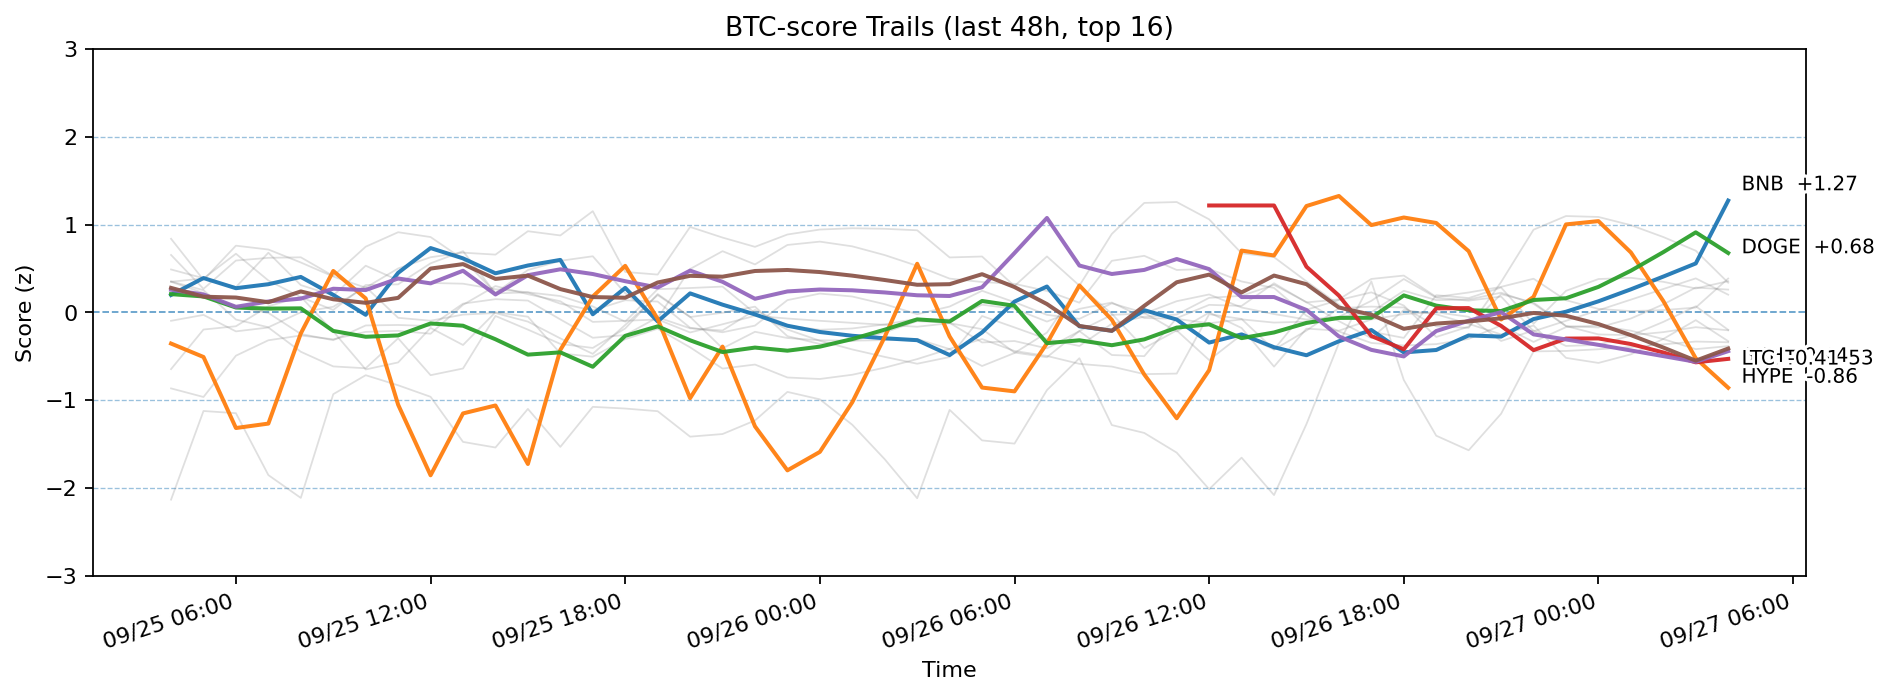 BTC-score Trails (last 48h, top 16)
3
2
1
0
−1
−2
−3
Score (z)
BNB +1.27
DOGE +0.68
LTC -0.41
HYPE -0.86
09/25 06:00
09/25 12:00
09/25 18:00
09/26 00:00
09/26 06:00
09/26 12:00
09/26 18:00
09/27 00:00
09/27 06:00
Time